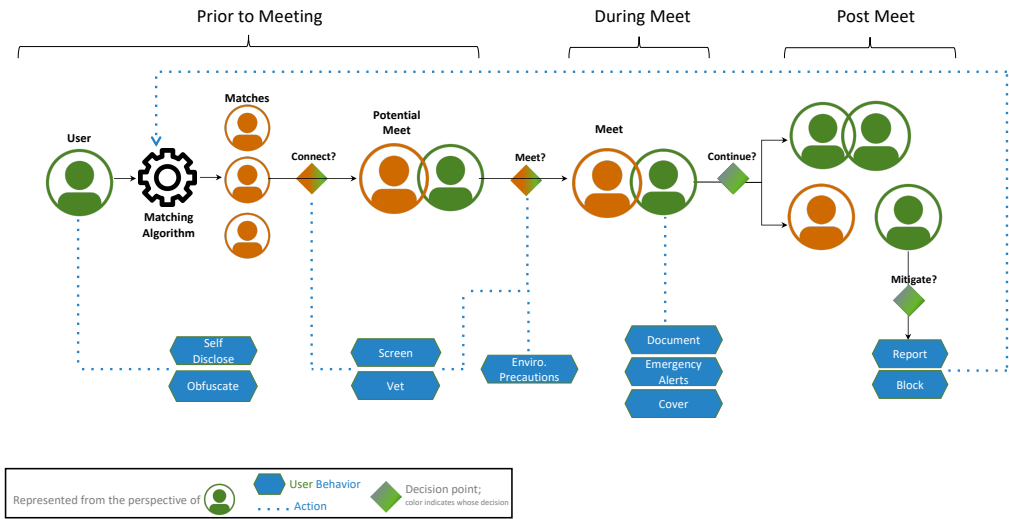 Prior to Meeting
During Meet
Post Meet
Matches
User
Potential
Meet
Connect?
Meet?
Meet
Continue?
Matching
Algorithm
Mitigate?
Self
Disclose
Obfuscate
Screen
Vet
Enviro.
Precautions
Document
Emergency
Alerts
Cover
Report
Block
Represented from the perspective of
User Behavior
Action
Decision point;
color indicates whose decision